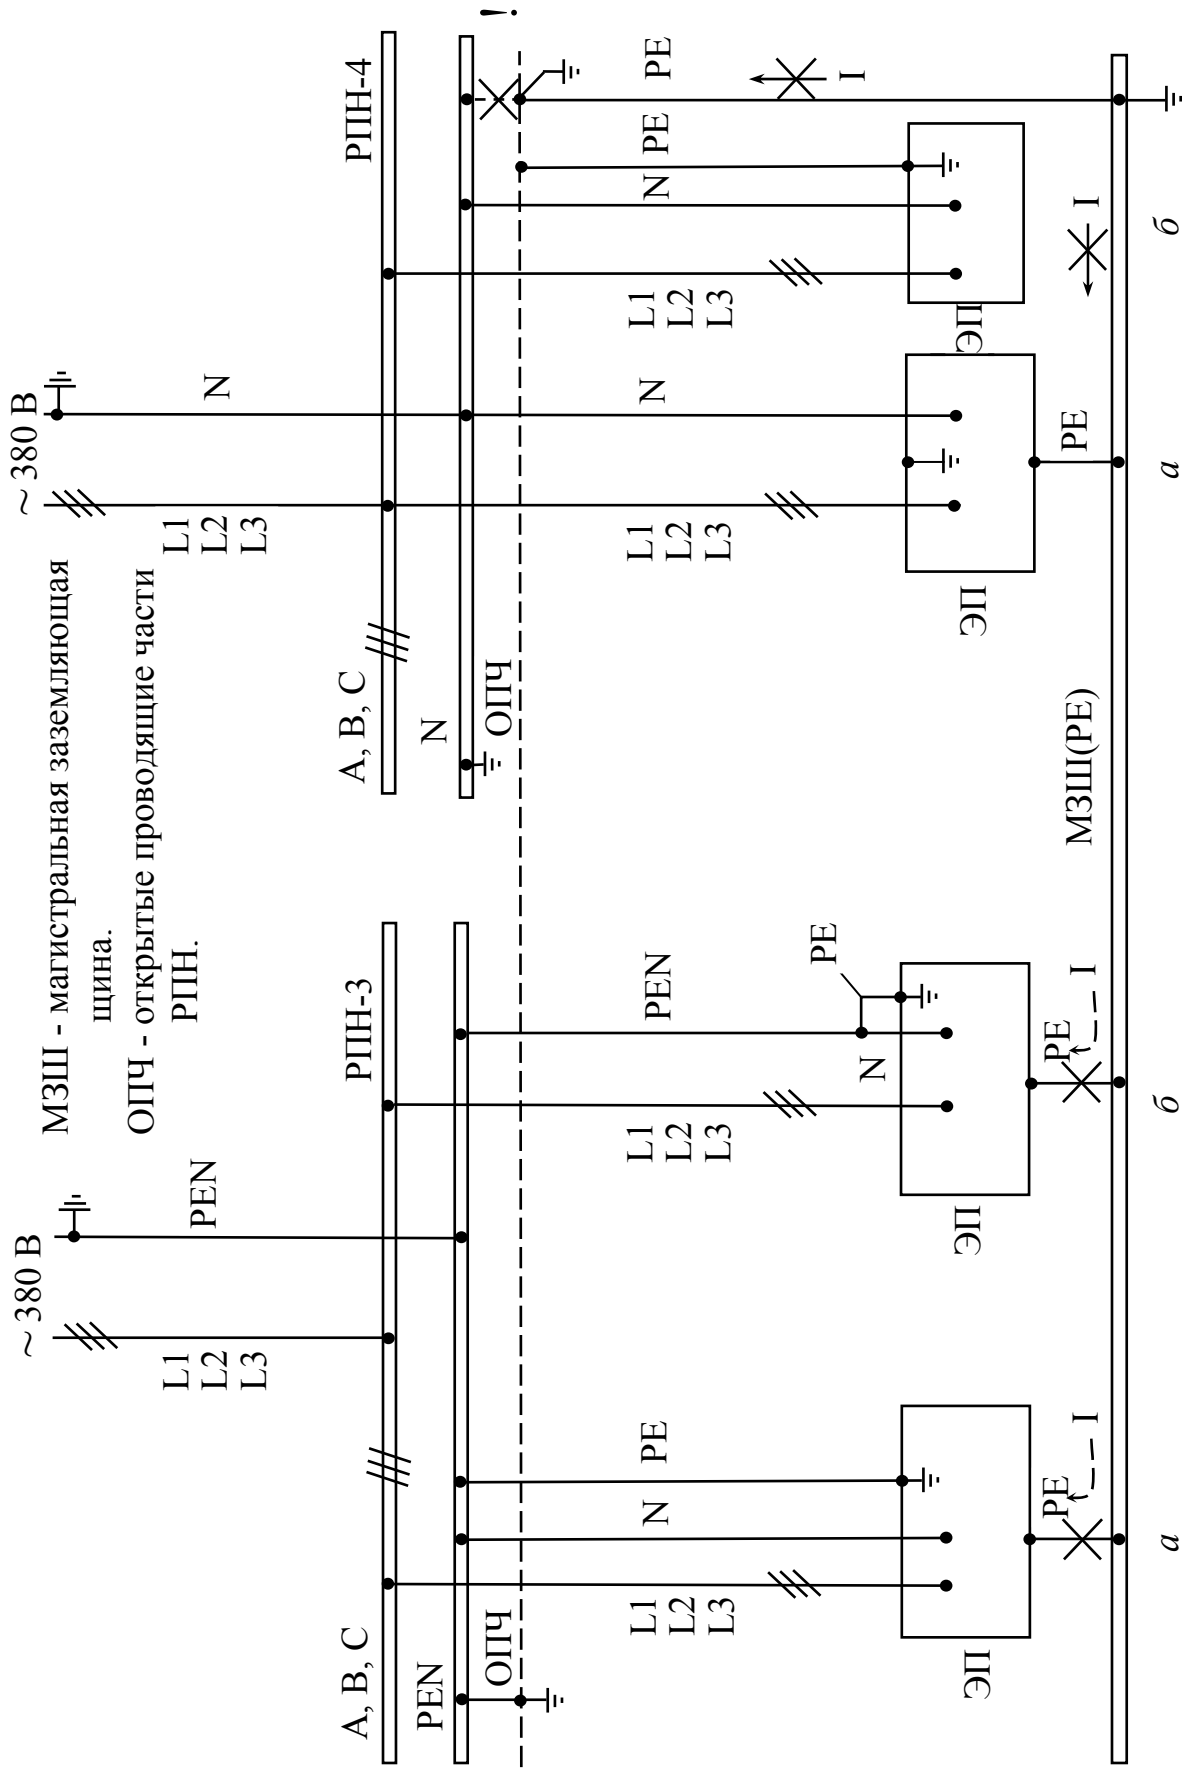 МЗШ - магистральная заземляющая
щина.
ОПЧ - открытые проводящие части
РПН.
~ 380 В
L1
L2
L3
PEN
РПН-3
A, B, C
PEN
ОПЧ
L1
L2
L3
N
PE
ЭП
PE
I
а
L1
L2
L3
PEN
PE
N
ЭП
PE
I
б
~ 380 В
L1
L2
L3
N
РПН-4
A, B, C
N
ОПЧ
!
L1
L2
L3
N
ЭП
PE
а
L1
L2
L3
N
PE
PE
I
ЭП
I
б
МЗШ(PE)